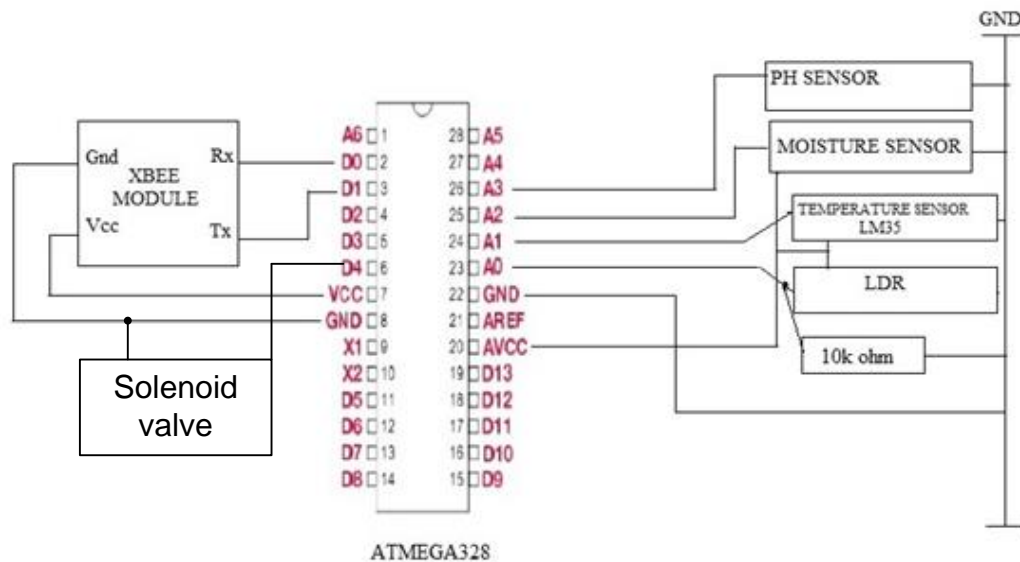 GND
PH SENSOR
MOISTURE SENSOR
TEMPERATURE SENSOR
LM35
LDR
10k ohm
Gnd
Rx
XBEE
MODULE
Vcc
Tx
Solenoid
valve
A6 1 28 A5
D0 2 27 A4
D1 3 26 A3
D2 4 25 A2
D3 5 24 A1
D4 6 23 A0
VCC 7 22 GND
GND 8 21 AREF
X1 9 20 AVCC
X2 10 19 D13
D5 11 18 D12
D6 12 17 D11
D7 13 16 D10
D8 14 15 D9
ATMEGA328